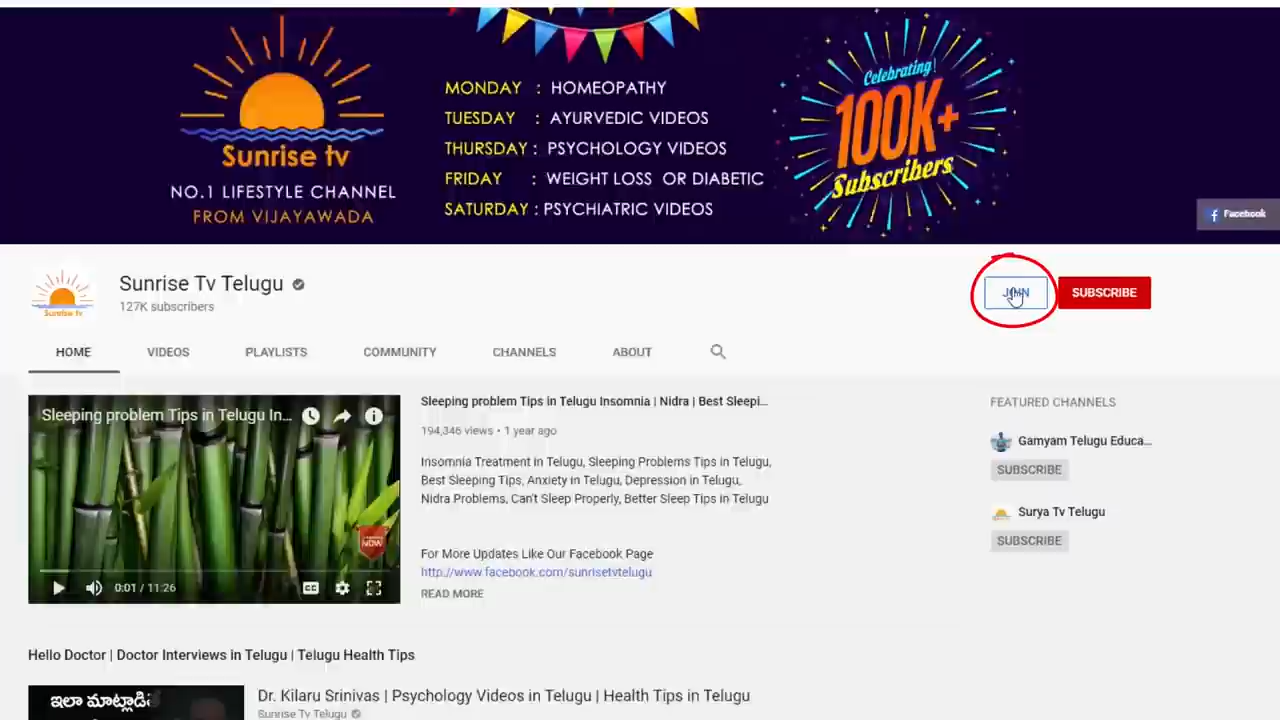 Sunrise tv
NO.1 LIFESTYLE CHANNEL
FROM VIJAYAWADA
MONDAY : HOMEOPATHY
TUESDAY : AYURVEDIC VIDEOS
THURSDAY : PSYCHOLOGY VIDEOS
FRIDAY : WEIGHT LOSS OR DIABETIC
SATURDAY : PSYCHIATRIC VIDEOS
Celebrating
100K+
Subscribers
Facebook
Sunrise tv
Sunrise Tv Telugu
127K subscribers
JOIN
SUBSCRIBE
HOME VIDEOS PLAYLISTS COMMUNITY CHANNELS ABOUT
Sleeping problem Tips in Telugu In...
NOW
0:01 / 11:26
CC
Sleeping problem Tips in Telugu Insomnia | Nidra | Best Sleepi...
194,346 views • 1 year ago
Insomnia Treatment in Telugu, Sleeping Problems Tips in Telugu,
Best Sleeping Tips, Anxiety in Telugu, Depression in Telugu,
Nidra Problems, Can't Sleep Properly, Better Sleep Tips in Telugu
For More Updates Like Our Facebook Page
http://www.facebook.com/sunrisetvtelugu
READ MORE
FEATURED CHANNELS
Gamyam Telugu Educa...
SUBSCRIBE
Surya Tv Telugu
SUBSCRIBE
Hello Doctor | Doctor Interviews in Telugu | Telugu Health Tips
ఇలా మాట్లాడి
Dr. Kilaru Srinivas | Psychology Videos in Telugu | Health Tips in Telugu
Sunrise Tv Telugu